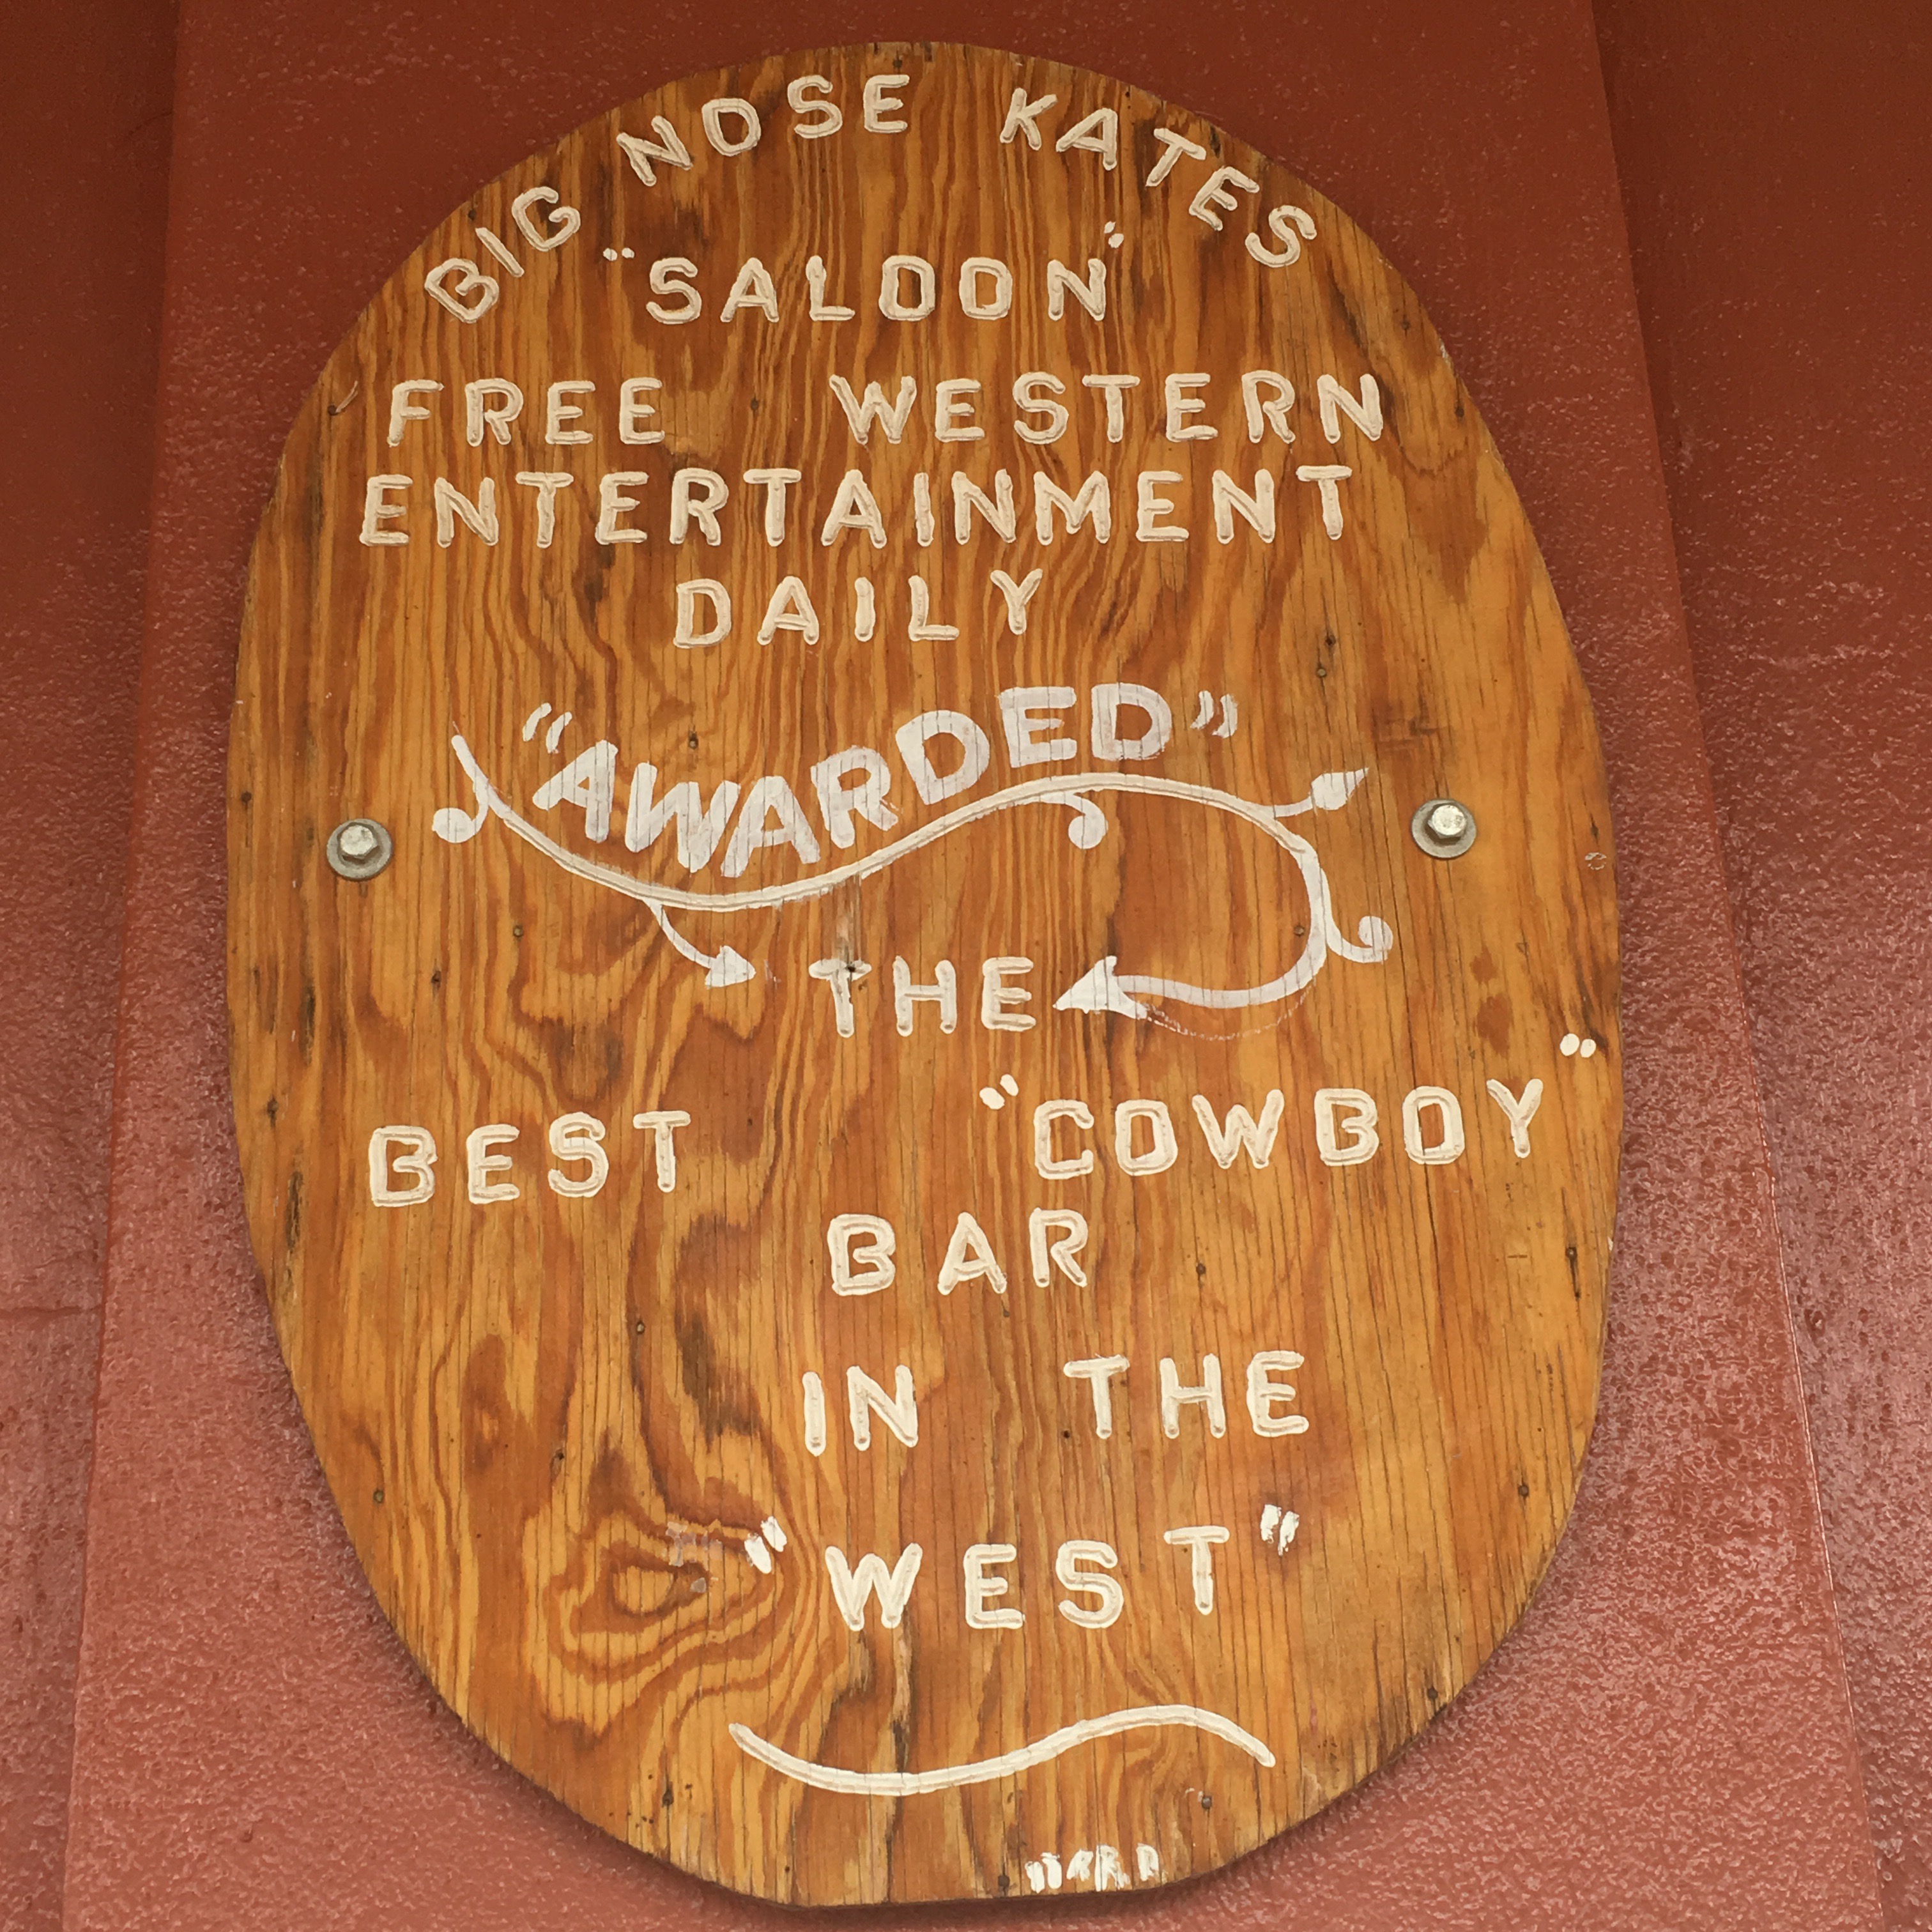 BIG NOSE KATES
"SALOON"
FREE WESTERN
ENTERTAINMENT
DAILY
"AWARDED"
THE
BEST "COWBOY"
BAR
IN THE
"WEST"